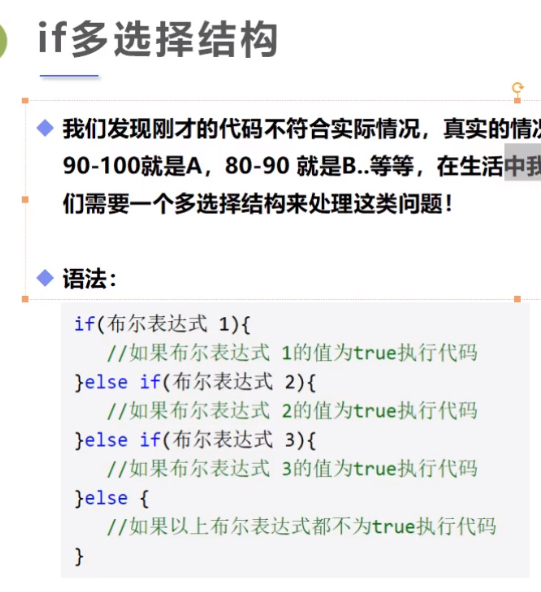 if多选择结构
我们发现刚才的代码不符合实际情况，真实的情
90-100就是A，80-90 就是B..等等，在生活中我
们需要一个多选择结构来处理这类问题！
语法：
if(布尔表达式 1){
//如果布尔表达式 1的值为true执行代码
}else if(布尔表达式 2){
//如果布尔表达式 2的值为true执行代码
}else if(布尔表达式 3){
//如果布尔表达式 3的值为true执行代码
}else {
//如果以上布尔表达式都不为true执行代码
}